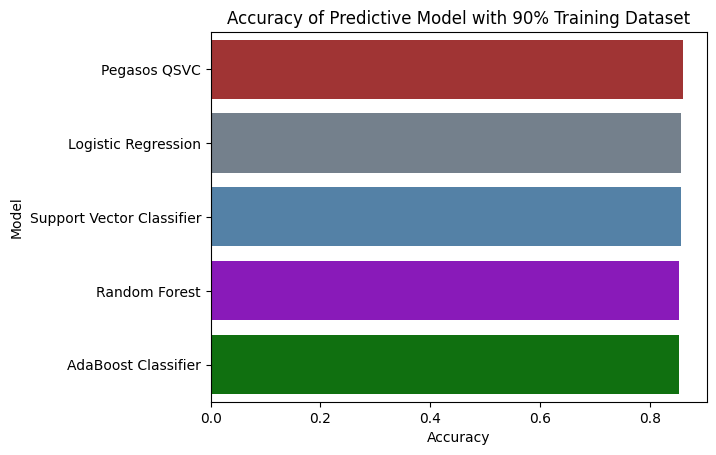 Accuracy of Predictive Model with 90% Training Dataset
Pegasos QSVC
Logistic Regression
Support Vector Classifier
Random Forest
AdaBoost Classifier
Model
0.0 0.2 0.4 0.6 0.8
Accuracy